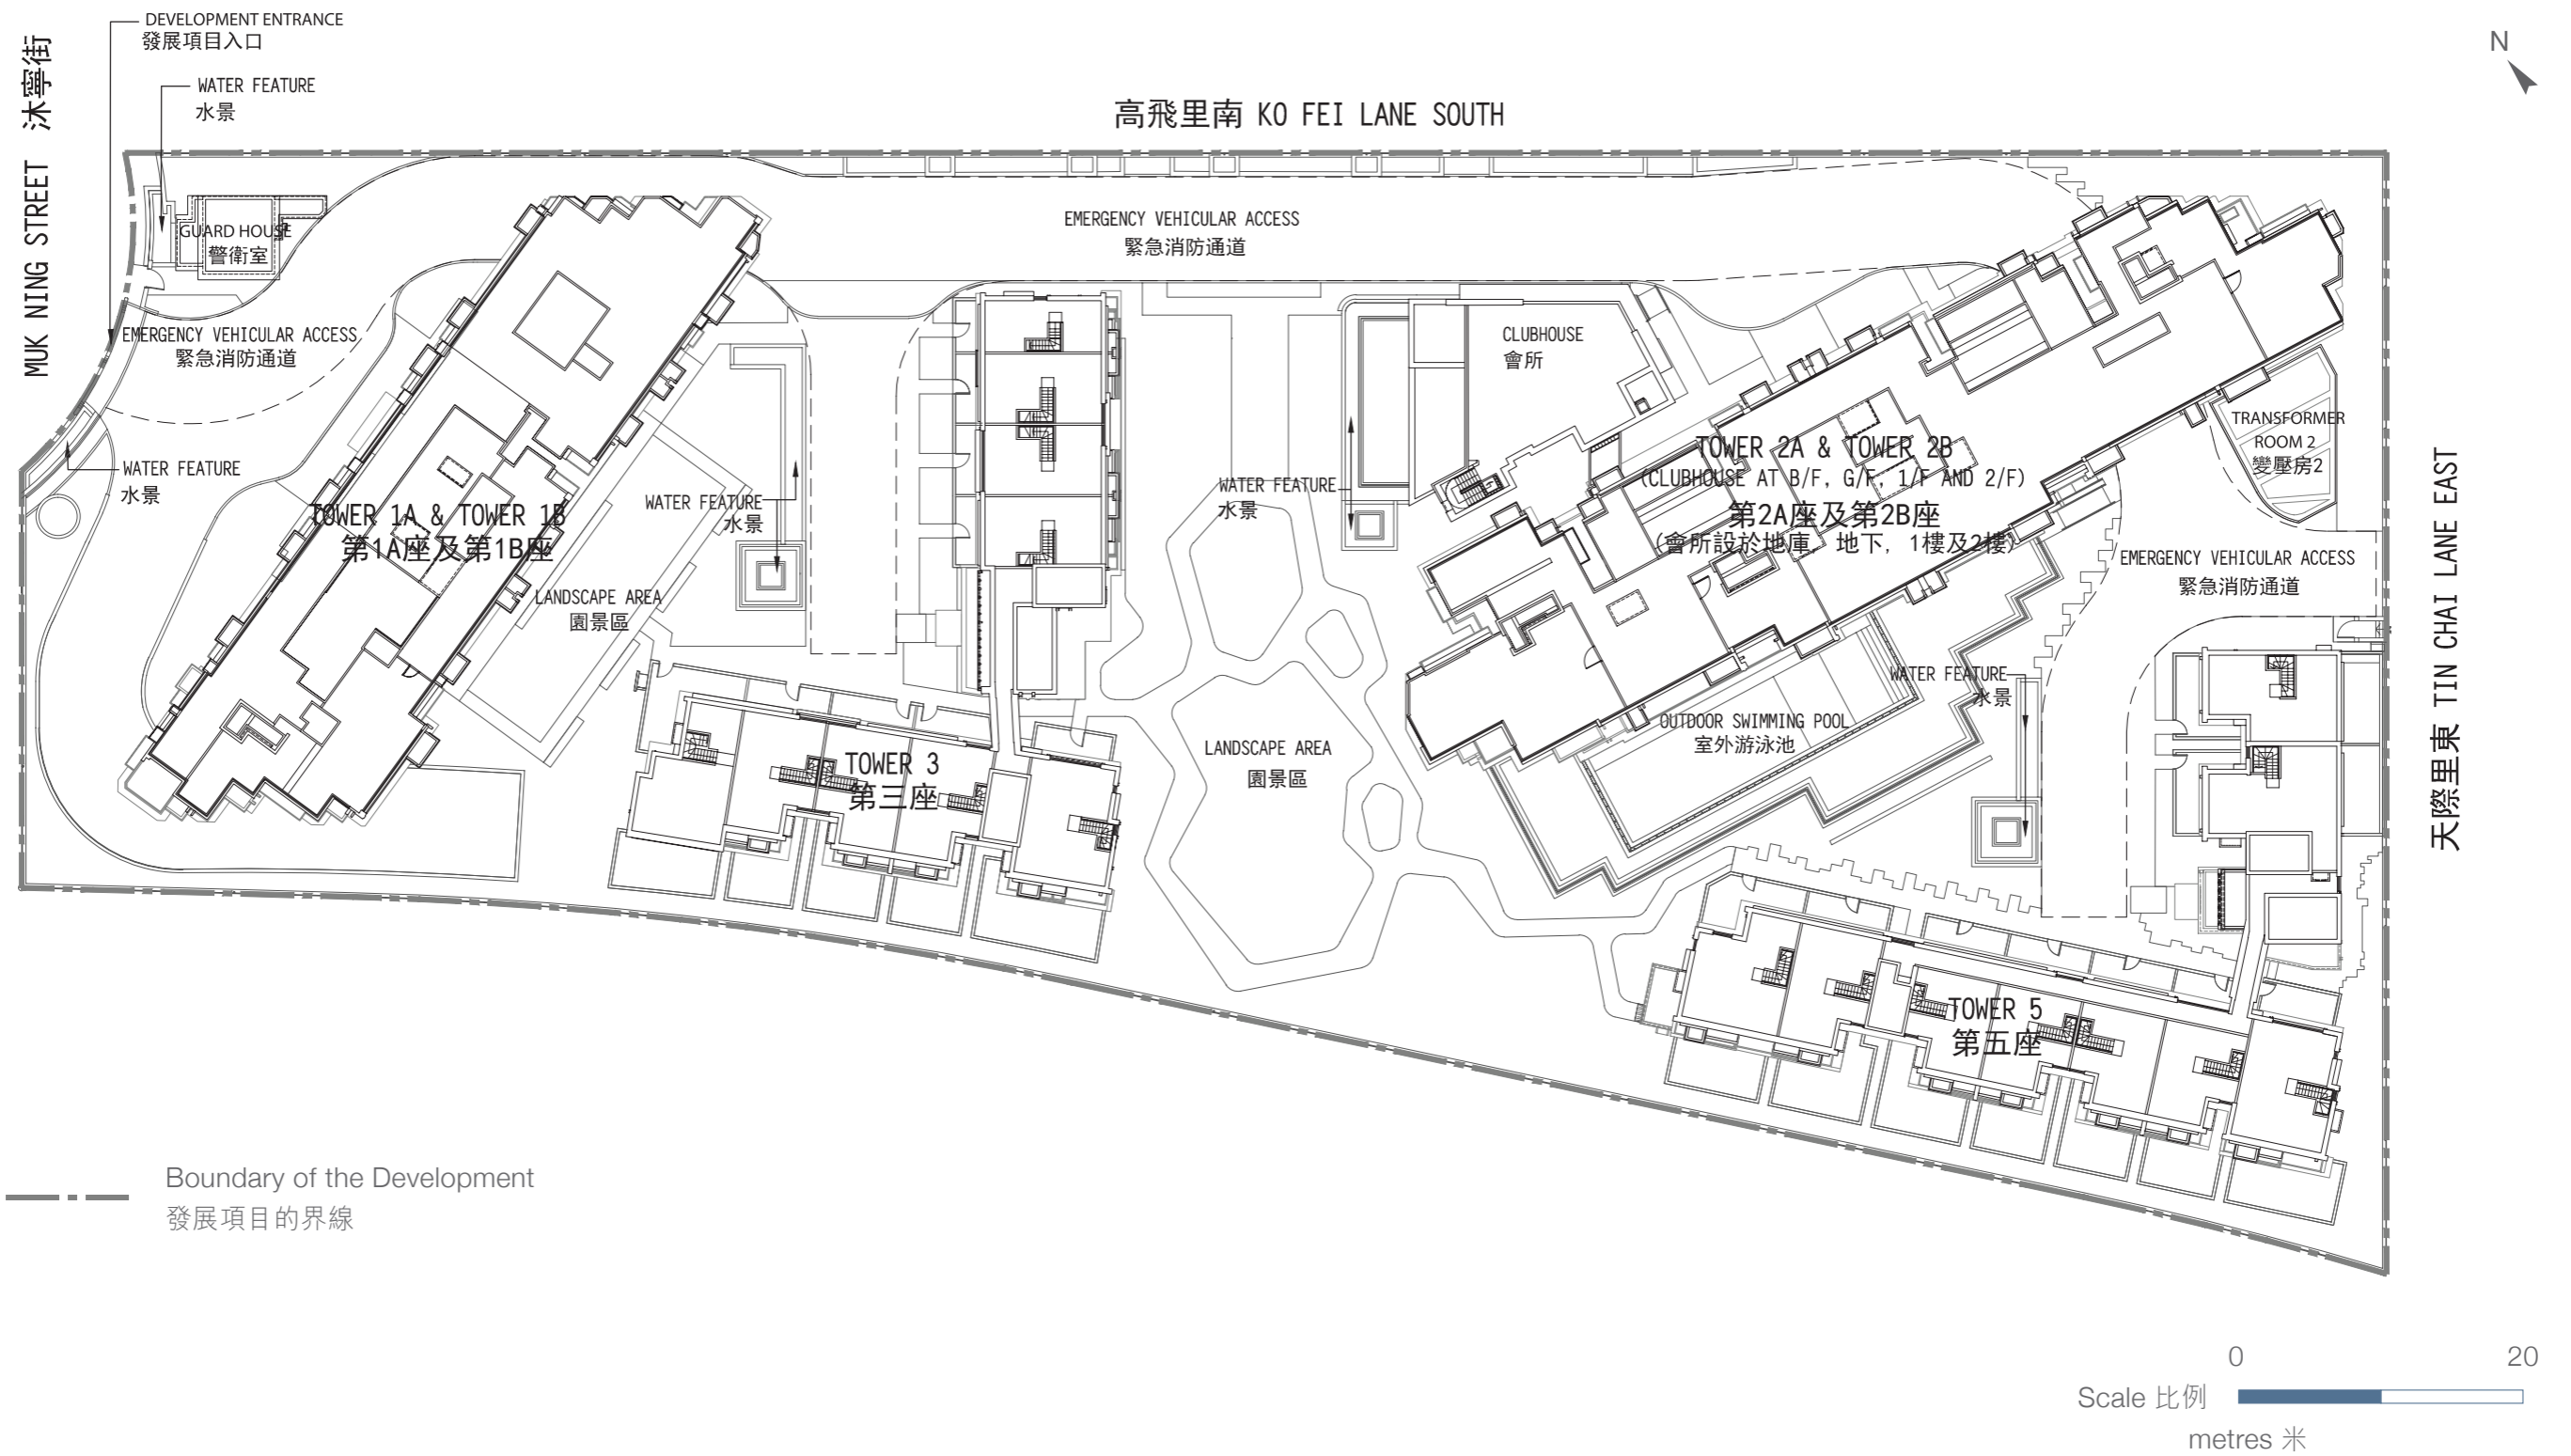 DEVELOPMENT ENTRANCE
發展項目入口
WATER FEATURE
水景
沐寧街
MUK NING STREET
高飛里南 KO FEI LANE SOUTH
N
GUARD HOUSE
警衛室
EMERGENCY VEHICULAR ACCESS
緊急消防通道
EMERGENCY VEHICULAR ACCESS
緊急消防通道
CLUBHOUSE
會所
WATER FEATURE
水景
TOWER 1A & TOWER 1B
第1A座及第1B座
WATER FEATURE
水景
LANDSCAPE AREA
園景區
WATER FEATURE
水景
TOWER 2A & TOWER 2B
(CLUBHOUSE AT B/F, G/F, 1/F AND 2/F)
第2A座及第2B座
(會所設於地庫, 地下, 1樓及2樓)
TRANSFORMER
ROOM 2
變壓房2
EMERGENCY VEHICULAR ACCESS
緊急消防通道
天際里東 TIN CHAI LANE EAST
WATER FEATURE
水景
OUTDOOR SWIMMING POOL
室外游泳池
LANDSCAPE AREA
園景區
TOWER 3
第三座
TOWER 5
第五座
Boundary of the Development
發展項目的界線
0 20
Scale 比例
metres 米